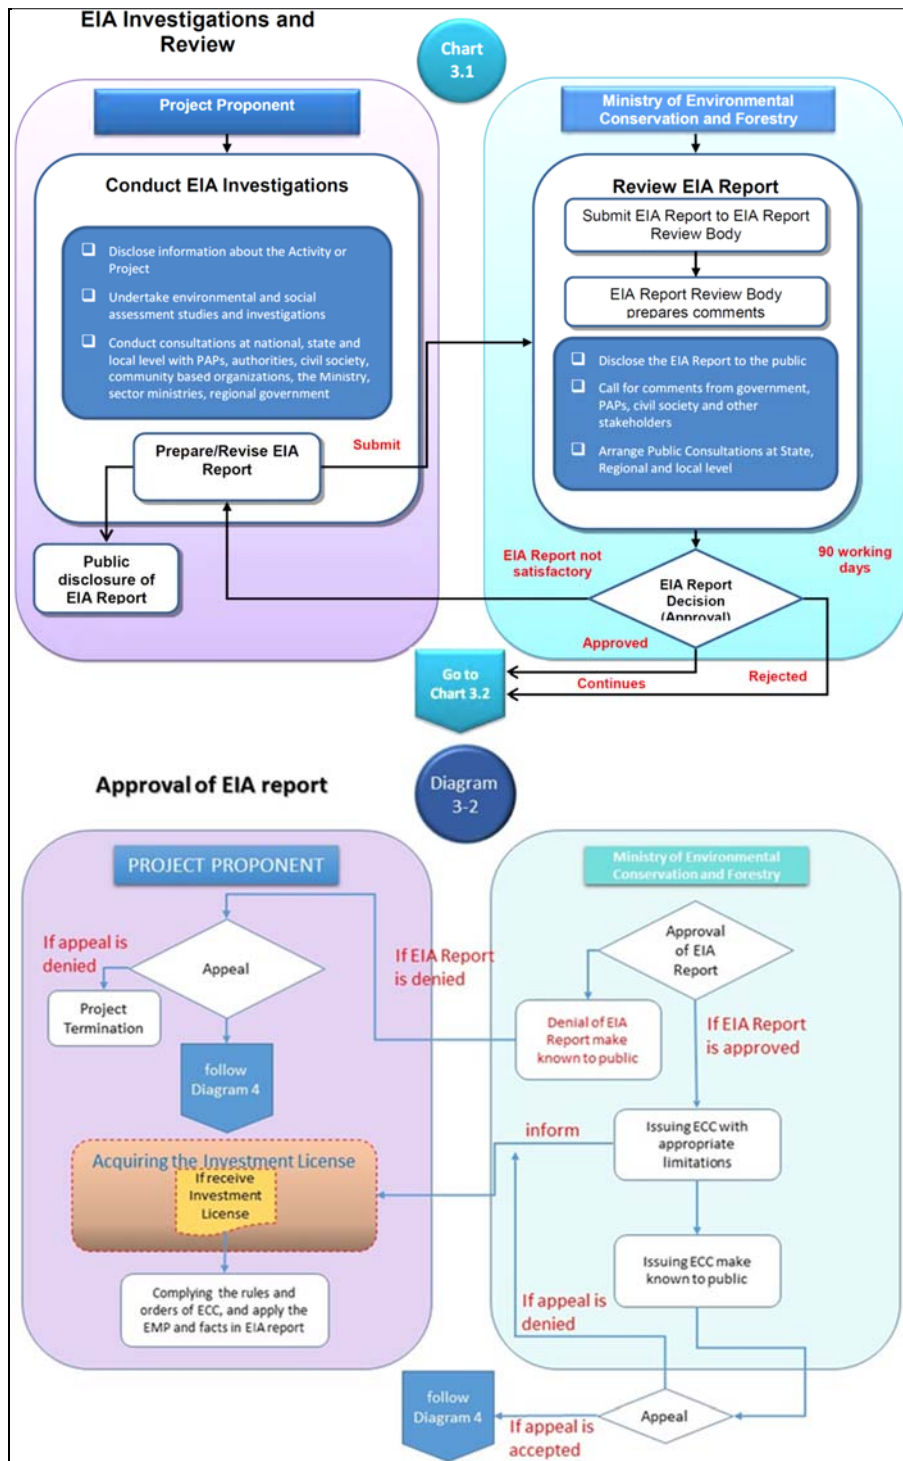 EIA Investigations and
Review
Chart
3.1
Project Proponent
Conduct EIA Investigations
Disclose information about the Activity or
Project
Undertake environmental and social
assessment studies and investigations
Conduct consultations at national, state and
local level with PAPs, authorities, civil society,
community based organizations, the Ministry,
sector ministries, regional government
Prepare/Revise EIA
Report
Submit
Public
disclosure of
EIA Report
Ministry of Environmental
Conservation and Forestry
Review EIA Report
Submit EIA Report to EIA Report
Review Body
EIA Report Review Body
prepares comments
Disclose the EIA Report to the public
Call for comments from government,
PAPs, civil society and other
stakeholders
Arrange Public Consultations at State,
Regional and local level
EIA Report not
satisfactory
90 working
days
EIA Report
Decision
(Approval)
Approved
Continues
Rejected
Go to
Chart 3.2
Approval of EIA report
Diagram
3-2
PROJECT PROPONENT
If appeal is
denied
Appeal
Project
Termination
follow
Diagram 4
If EIA Report
is denied
Acquiring the Investment License
If receive
Investment
License
Complying the rules and
orders of ECC, and apply the
EMP and facts in EIA report
Ministry of Environmental
Conservation and Forestry
Approval
of EIA
Report
Denial of EIA
Report make
known to public
If EIA Report
is approved
inform
Issuing ECC with
appropriate
limitations
Issuing ECC make
known to public
If appeal is
denied
Appeal
If appeal is
accepted
follow
Diagram 4